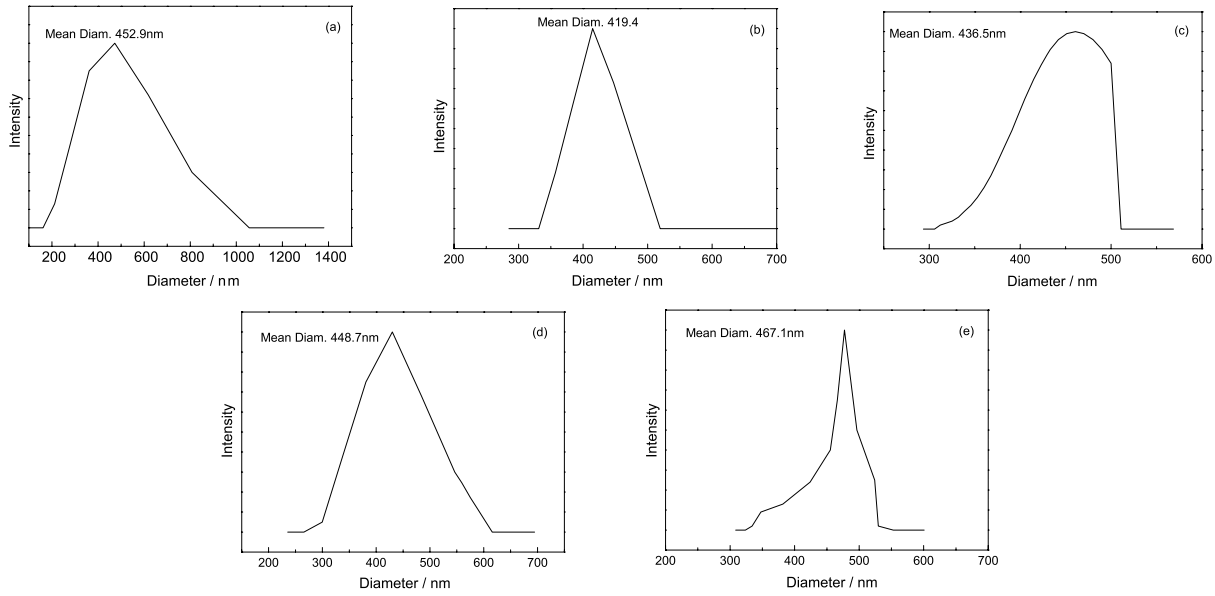 (a)
Mean Diam. 452.9nm
Intensity
200 400 600 800 1000 1200 1400
Diameter / nm
(b)
Mean Diam. 419.4
Intensity
200 300 400 500 600 700
Diameter / nm
(c)
Mean Diam. 436.5nm
Intensity
300 400 500 600
Diameter / nm
(d)
Mean Diam. 448.7nm
Intensity
200 300 400 500 600 700
Diameter / nm
(e)
Mean Diam. 467.1nm
Intensity
200 300 400 500 600 700
Diameter / nm